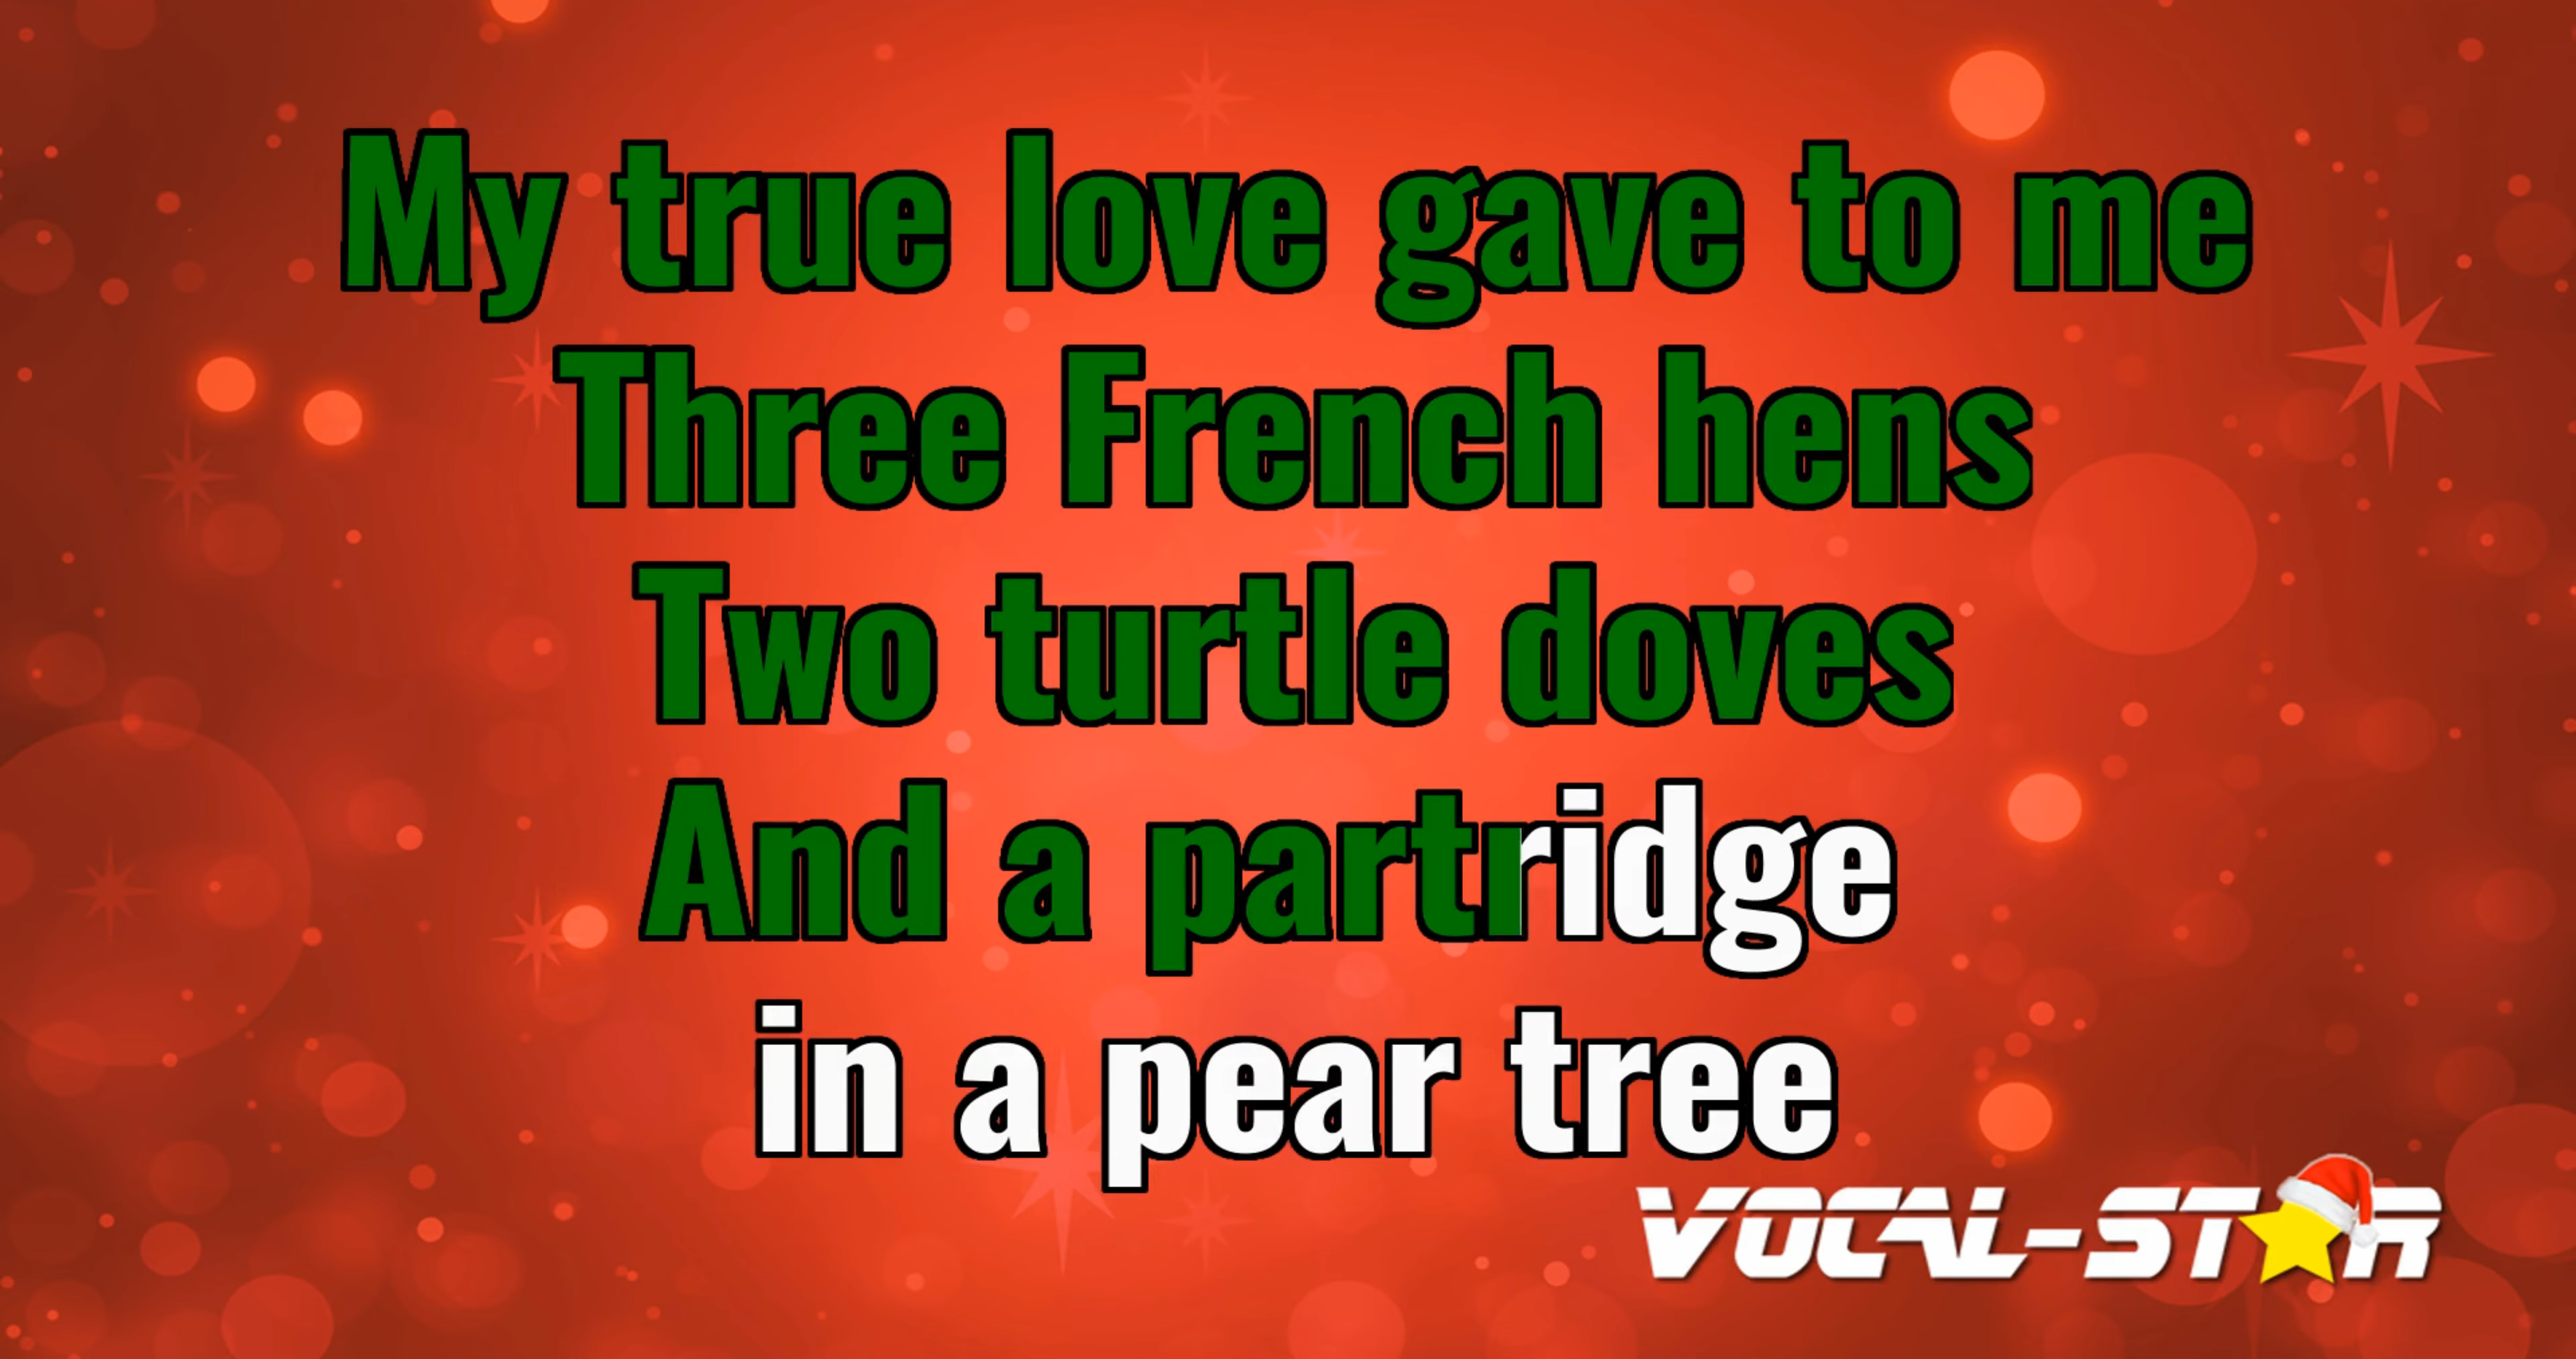 My true love gave to me
Three French hens
Two turtle doves
And a partridge
in a pear tree
VOCAL-STAR